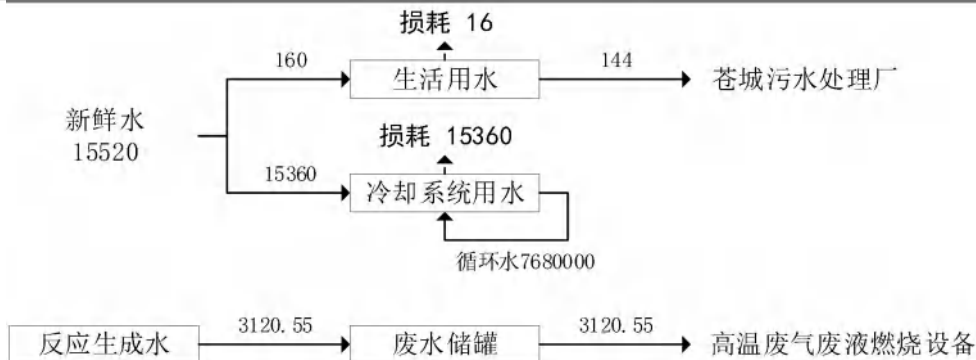 损耗 16
160
生活用水
144
苍城污水处理厂
新鲜水
15520
损耗 15360
15360
冷却系统用水
循环水7680000
反应生成水
3120.55
废水储罐
3120.55
高温废气废液燃烧设备